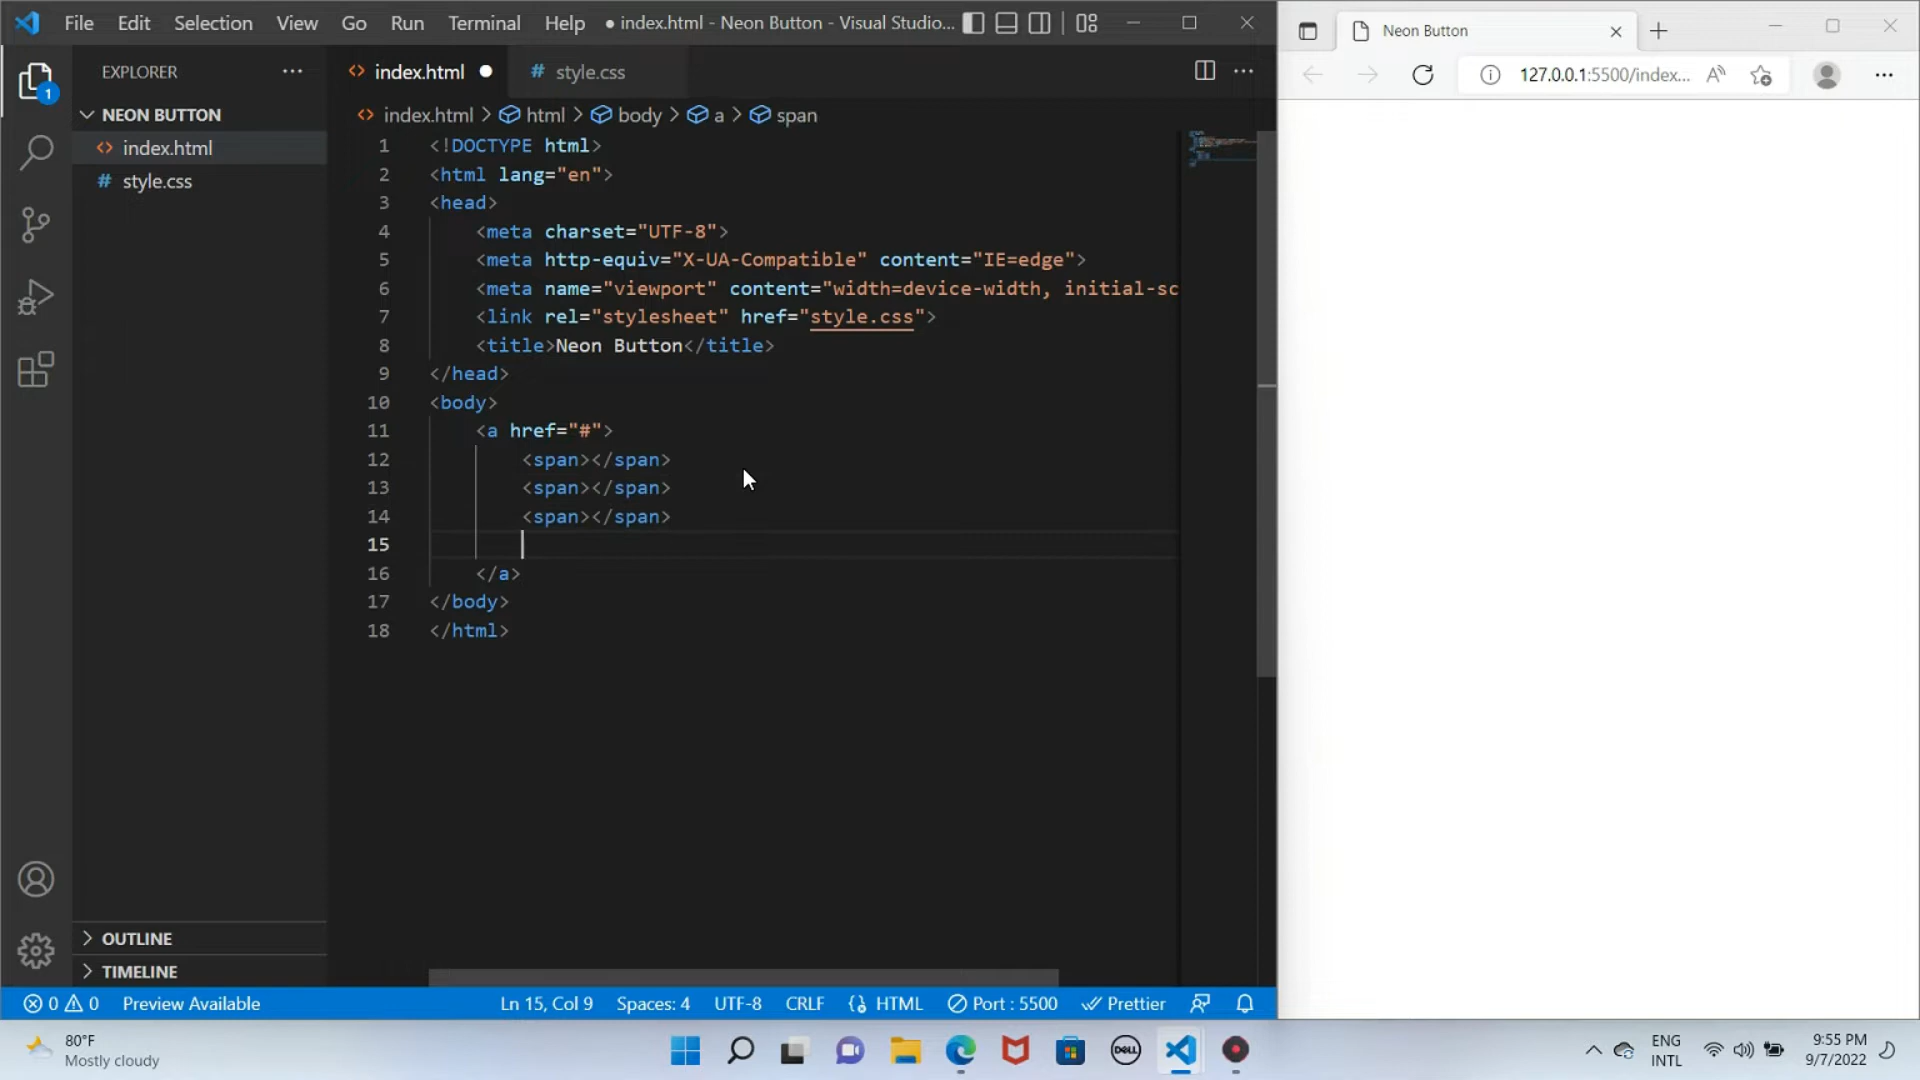 File Edit Selection View Go Run Terminal Help ● index.html - Neon Button - Visual Studio...
Neon Button
127.0.0.1:5500/index...
EXPLORER
1
NEON BUTTON
index.html
style.css
index.html
style.css
index.html > html > body > a > span
1 <!DOCTYPE html>
2 <html lang="en">
3 <head>
4 <meta charset="UTF-8">
5 <meta http-equiv="X-UA-Compatible" content="IE=edge">
6 <meta name="viewport" content="width=device-width, initial-sc
7 <link rel="stylesheet" href="style.css">
8 <title>Neon Button</title>
9 </head>
10 <body>
11 <a href="#">
12 <span></span>
13 <span></span>
14 <span></span>
15
16 </a>
17 </body>
18 </html>
OUTLINE
TIMELINE
0 0 Preview Available Ln 15, Col 9 Spaces: 4 UTF-8 CRLF HTML Port : 5500 Prettier
80°F
Mostly cloudy
DELL
ENG
INTL
9:55 PM
9/7/2022